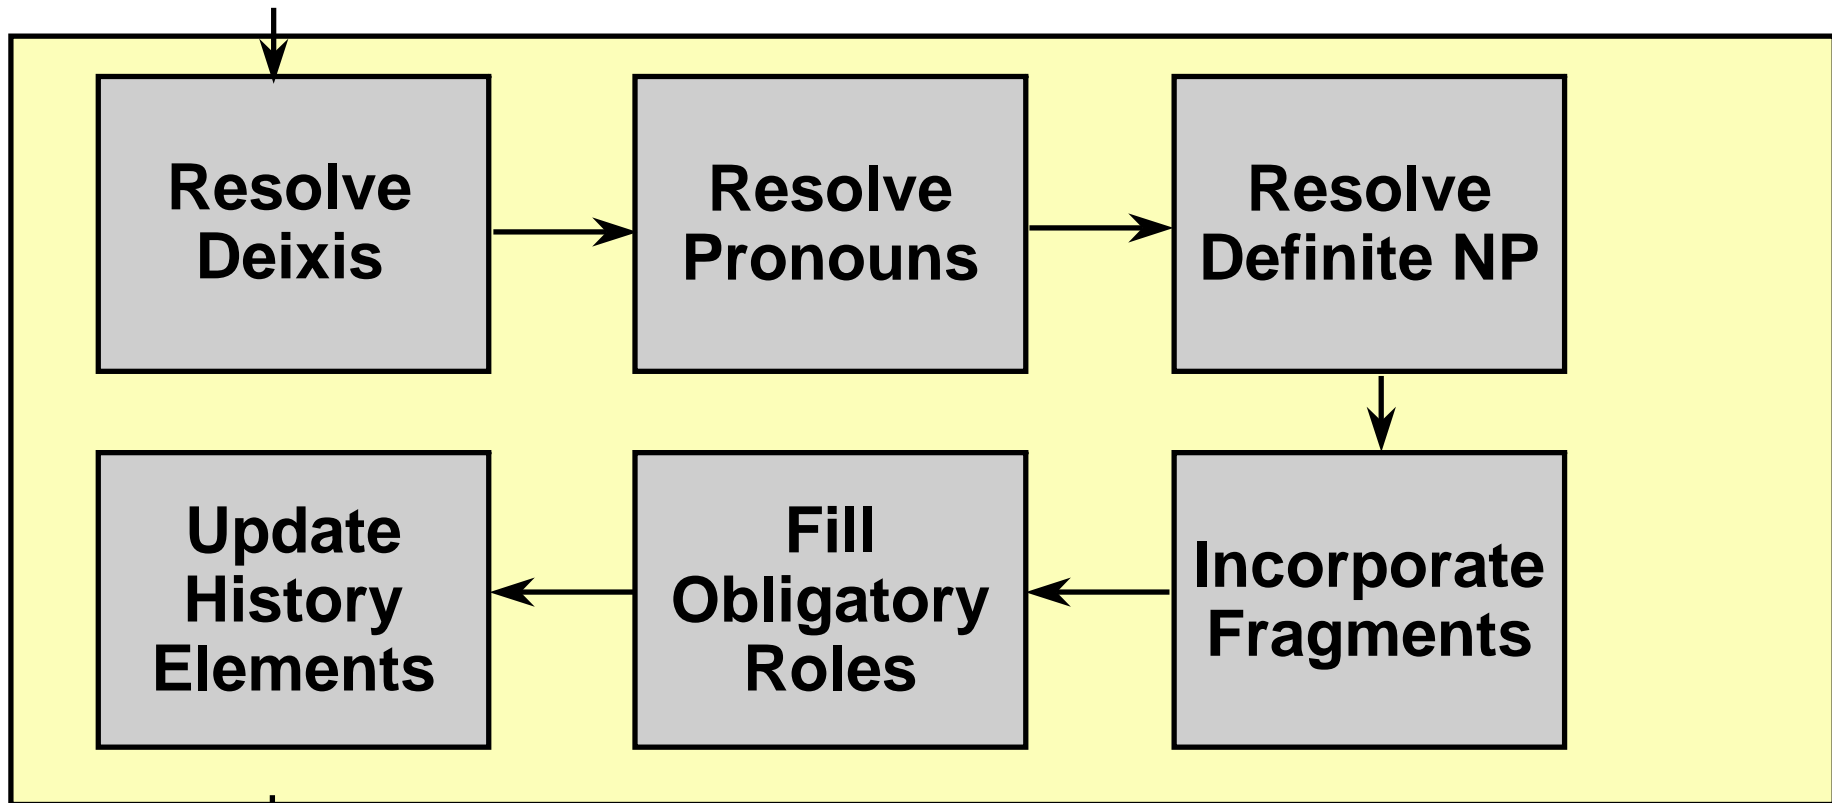 Resolve
Deixis
Resolve
Pronouns
Resolve
Definite NP
Update
History
Elements
Fill
Obligatory
Roles
Incorporate
Fragments